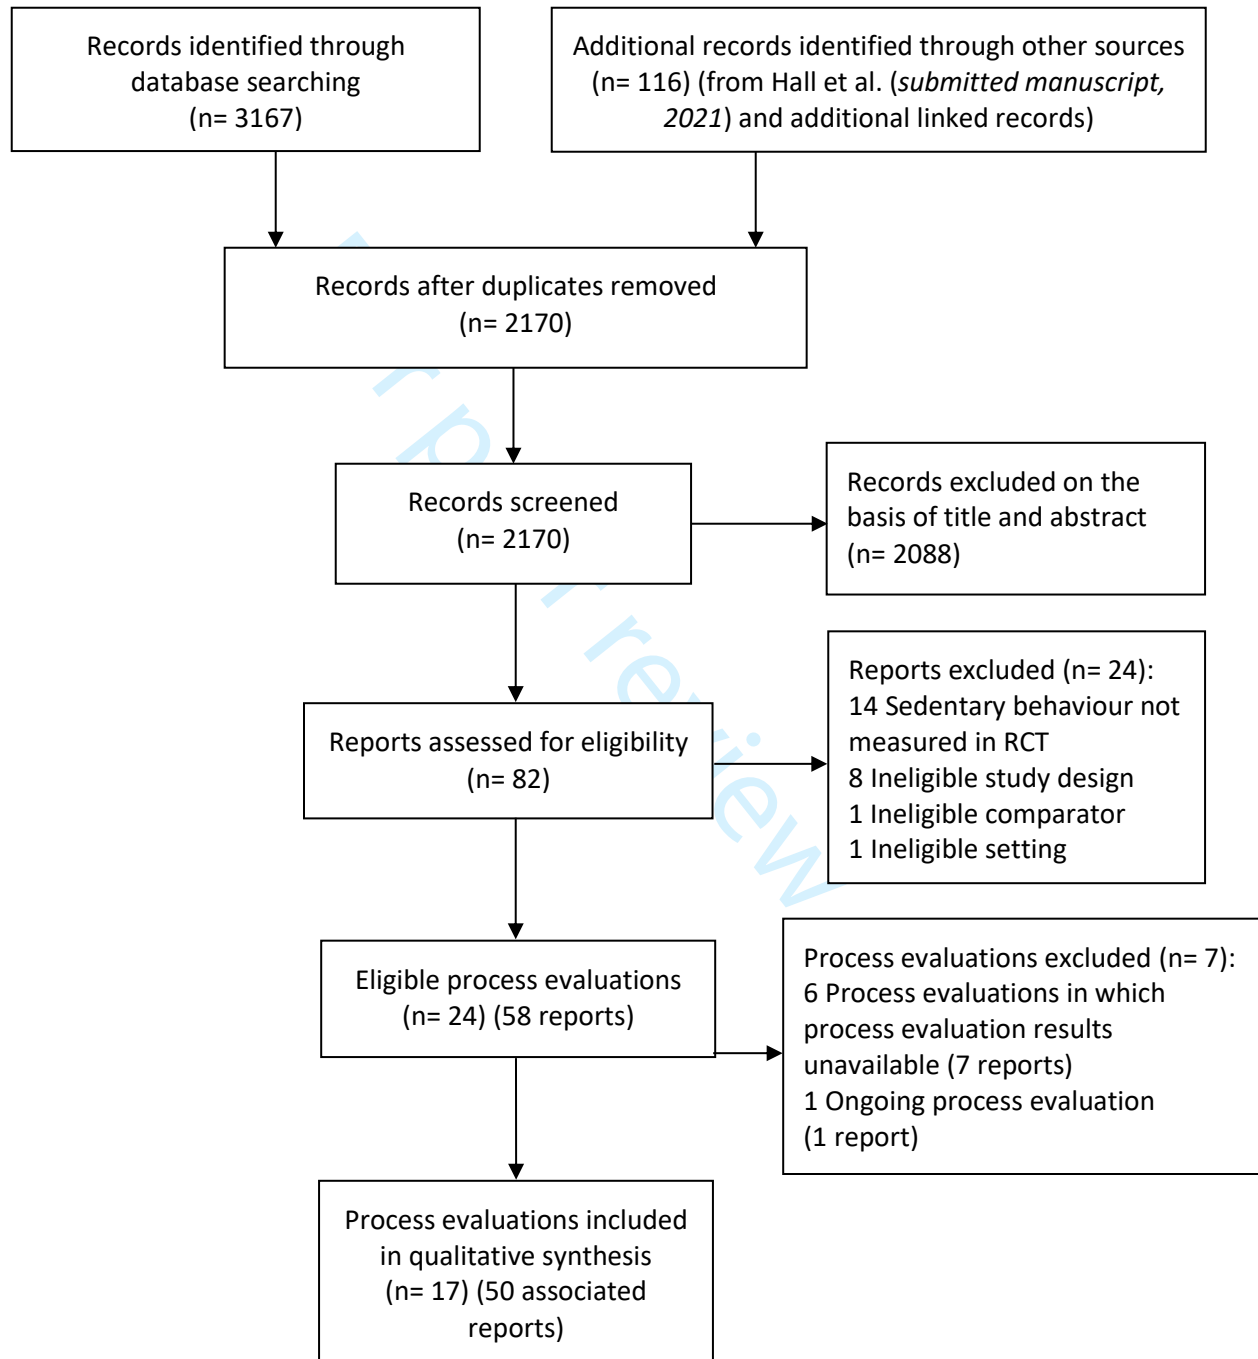 Records identified through
database searching
(n= 3167)
Additional records identified through other sources
(n= 116) (from Hall et al. (submitted manuscript,
2021) and additional linked records)
Records after duplicates removed
(n= 2170)
Records screened
(n= 2170)
Records excluded on the
basis of title and abstract
(n= 2088)
Reports assessed for eligibility
(n= 82)
Reports excluded (n= 24):
14 Sedentary behaviour not
measured in RCT
8 Ineligible study design
1 Ineligible comparator
1 Ineligible setting
Eligible process evaluations
(n= 24) (58 reports)
Process evaluations excluded (n= 7):
6 Process evaluations in which
process evaluation results
unavailable (7 reports)
1 Ongoing process evaluation
(1 report)
Process evaluations included
in qualitative synthesis
(n= 17) (50 associated
reports)
review